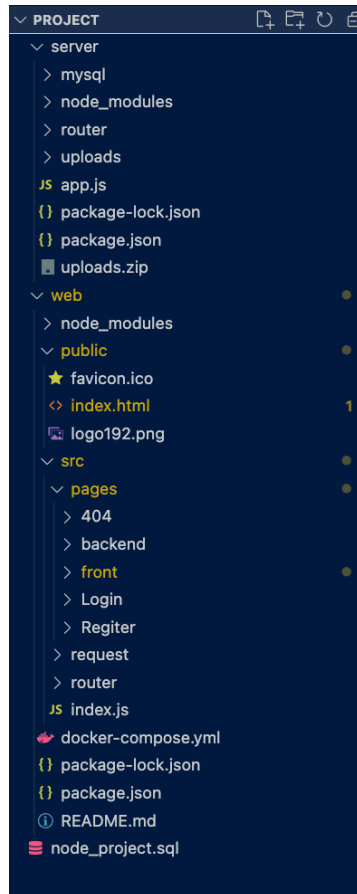 PROJECT
server
mysql
node_modules
router
uploads
JS app.js
{} package-lock.json
{} package.json
uploads.zip
web
node_modules
public
favicon.ico
<> index.html 1
logo192.png
src
pages
404
backend
front
Login
Regiter
request
router
JS index.js
docker-compose.yml
{} package-lock.json
{} package.json
README.md
node_project.sql